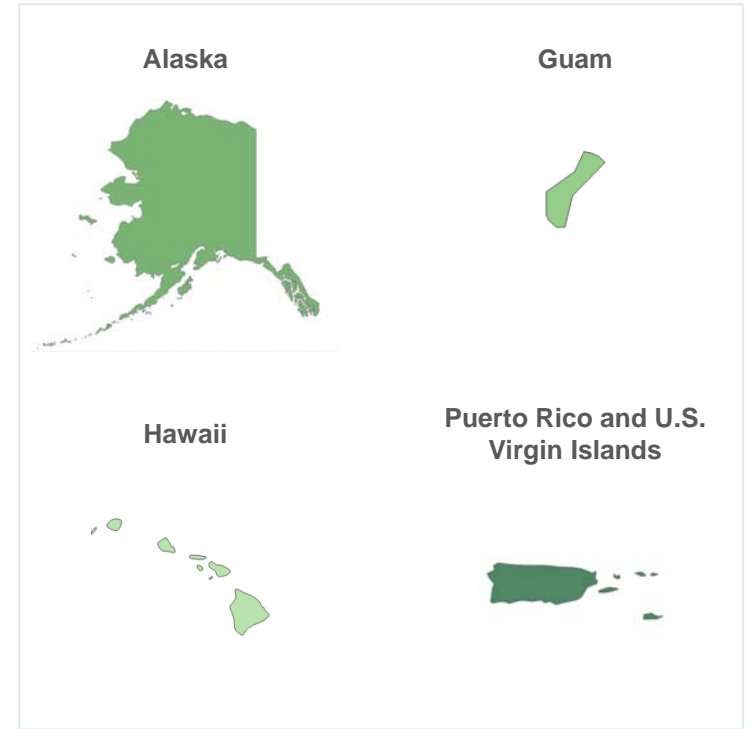 Alaska
Guam
Hawaii
Puerto Rico and U.S.
Virgin Islands